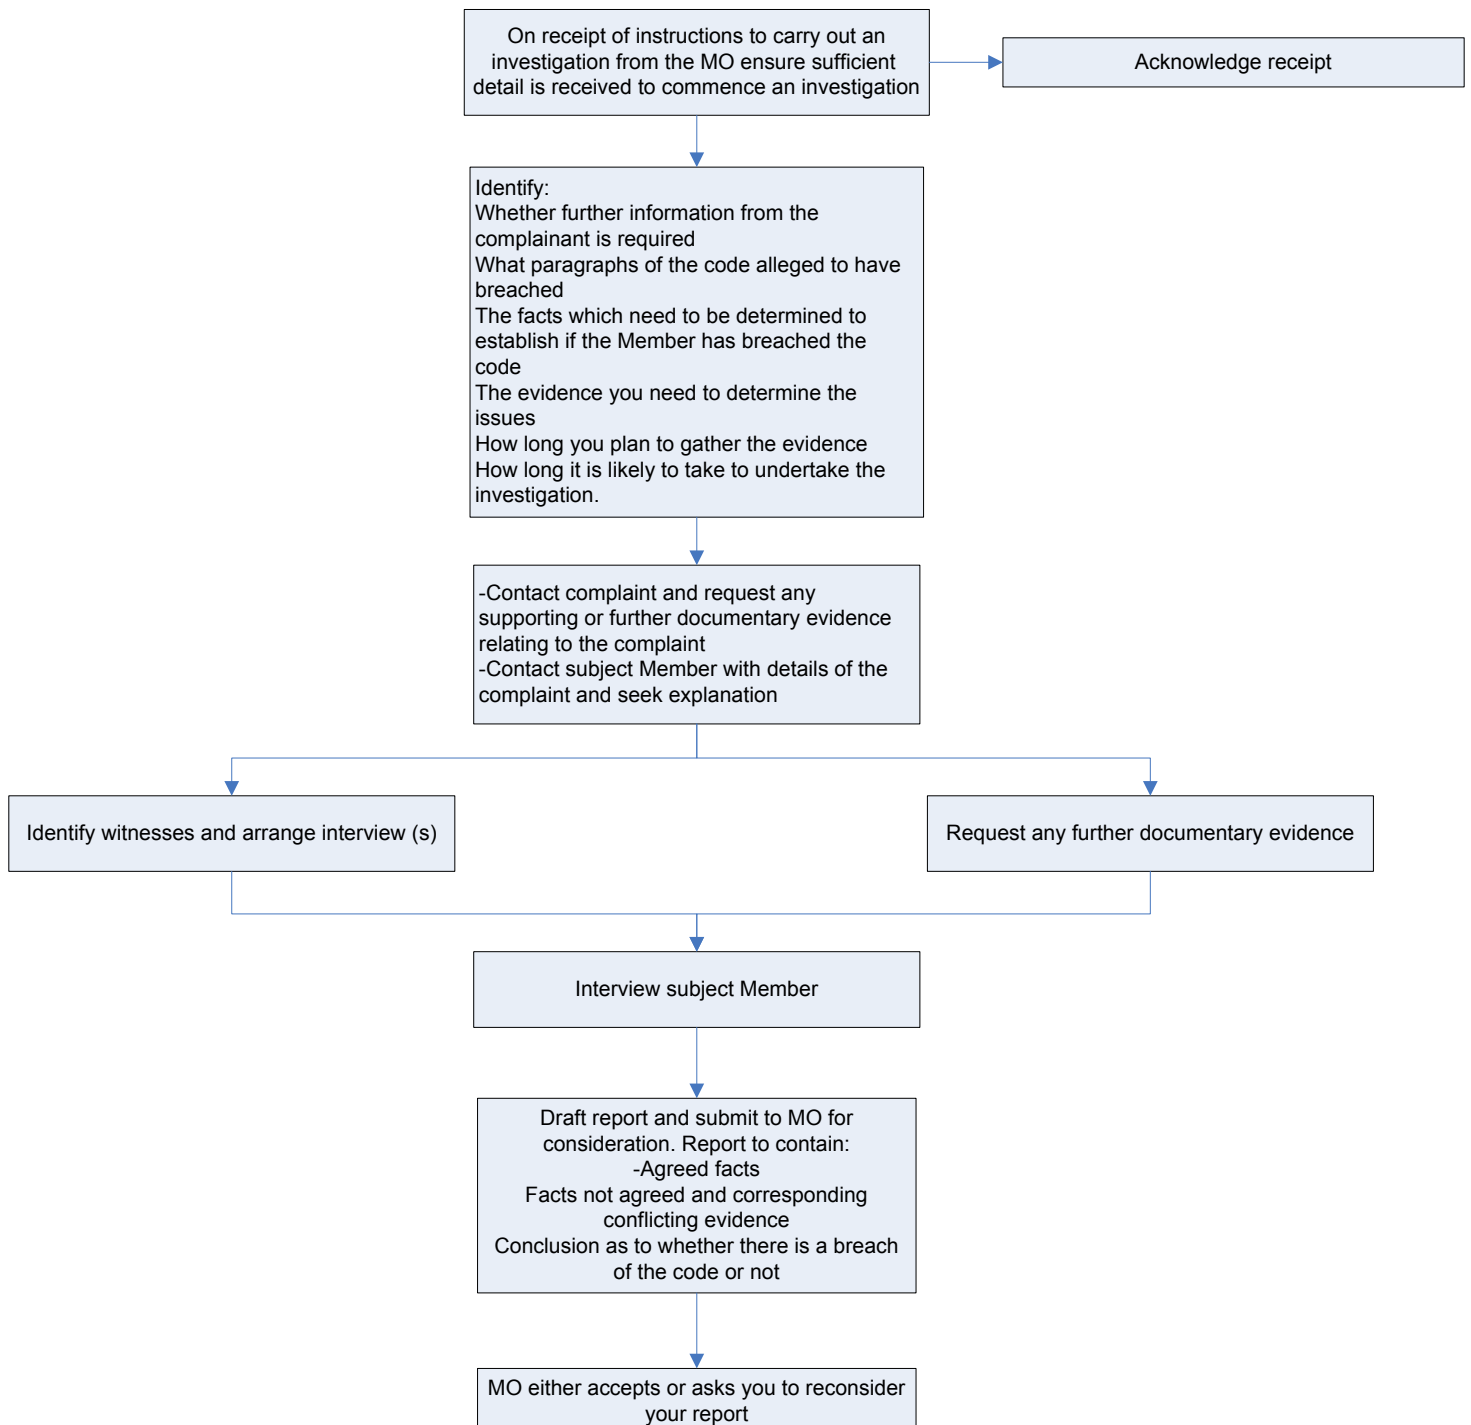 On receipt of instructions to carry out an
investigation from the MO ensure sufficient
detail is received to commence an investigation
Acknowledge receipt
Identify:
Whether further information from the
complainant is required
What paragraphs of the code alleged to have
breached
The facts which need to be determined to
establish if the Member has breached the
code
The evidence you need to determine the
issues
How long you plan to gather the evidence
How long it is likely to take to undertake the
investigation.
-Contact complaint and request any
supporting or further documentary evidence
relating to the complaint
-Contact subject Member with details of the
complaint and seek explanation
Identify witnesses and arrange interview (s)
Request any further documentary evidence
Interview subject Member
Draft report and submit to MO for
consideration. Report to contain:
-Agreed facts
Facts not agreed and corresponding
conflicting evidence
Conclusion as to whether there is a breach
of the code or not
MO either accepts or asks you to reconsider
your report